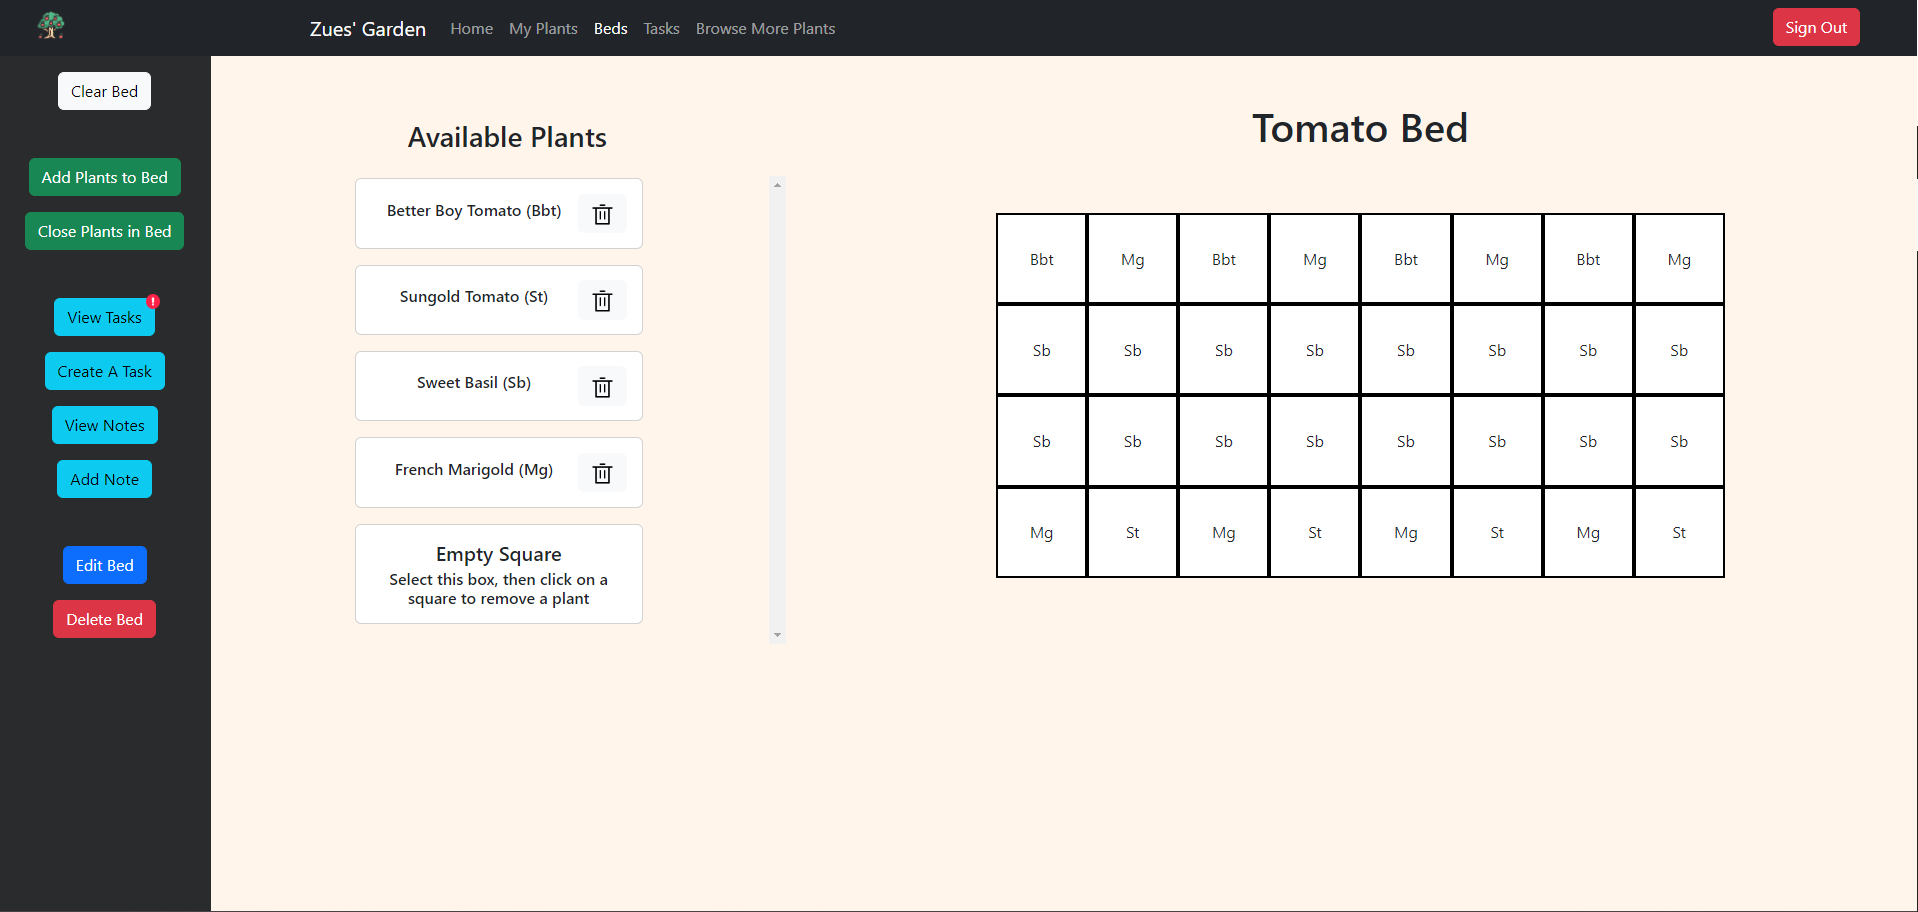 Zues' Garden Home My Plants Beds Tasks Browse More Plants Sign Out
Clear Bed
Add Plants to Bed
Close Plants in Bed
View Tasks !
Create A Task
View Notes
Add Note
Edit Bed
Delete Bed
Available Plants
Better Boy Tomato (Bbt)
Sungold Tomato (St)
Sweet Basil (Sb)
French Marigold (Mg)
Empty Square
Select this box, then click on a
square to remove a plant
Tomato Bed
Bbt Mg Bbt Mg Bbt Mg Bbt Mg
Sb Sb Sb Sb Sb Sb Sb Sb
Sb Sb Sb Sb Sb Sb Sb Sb
Mg St Mg St Mg St Mg St